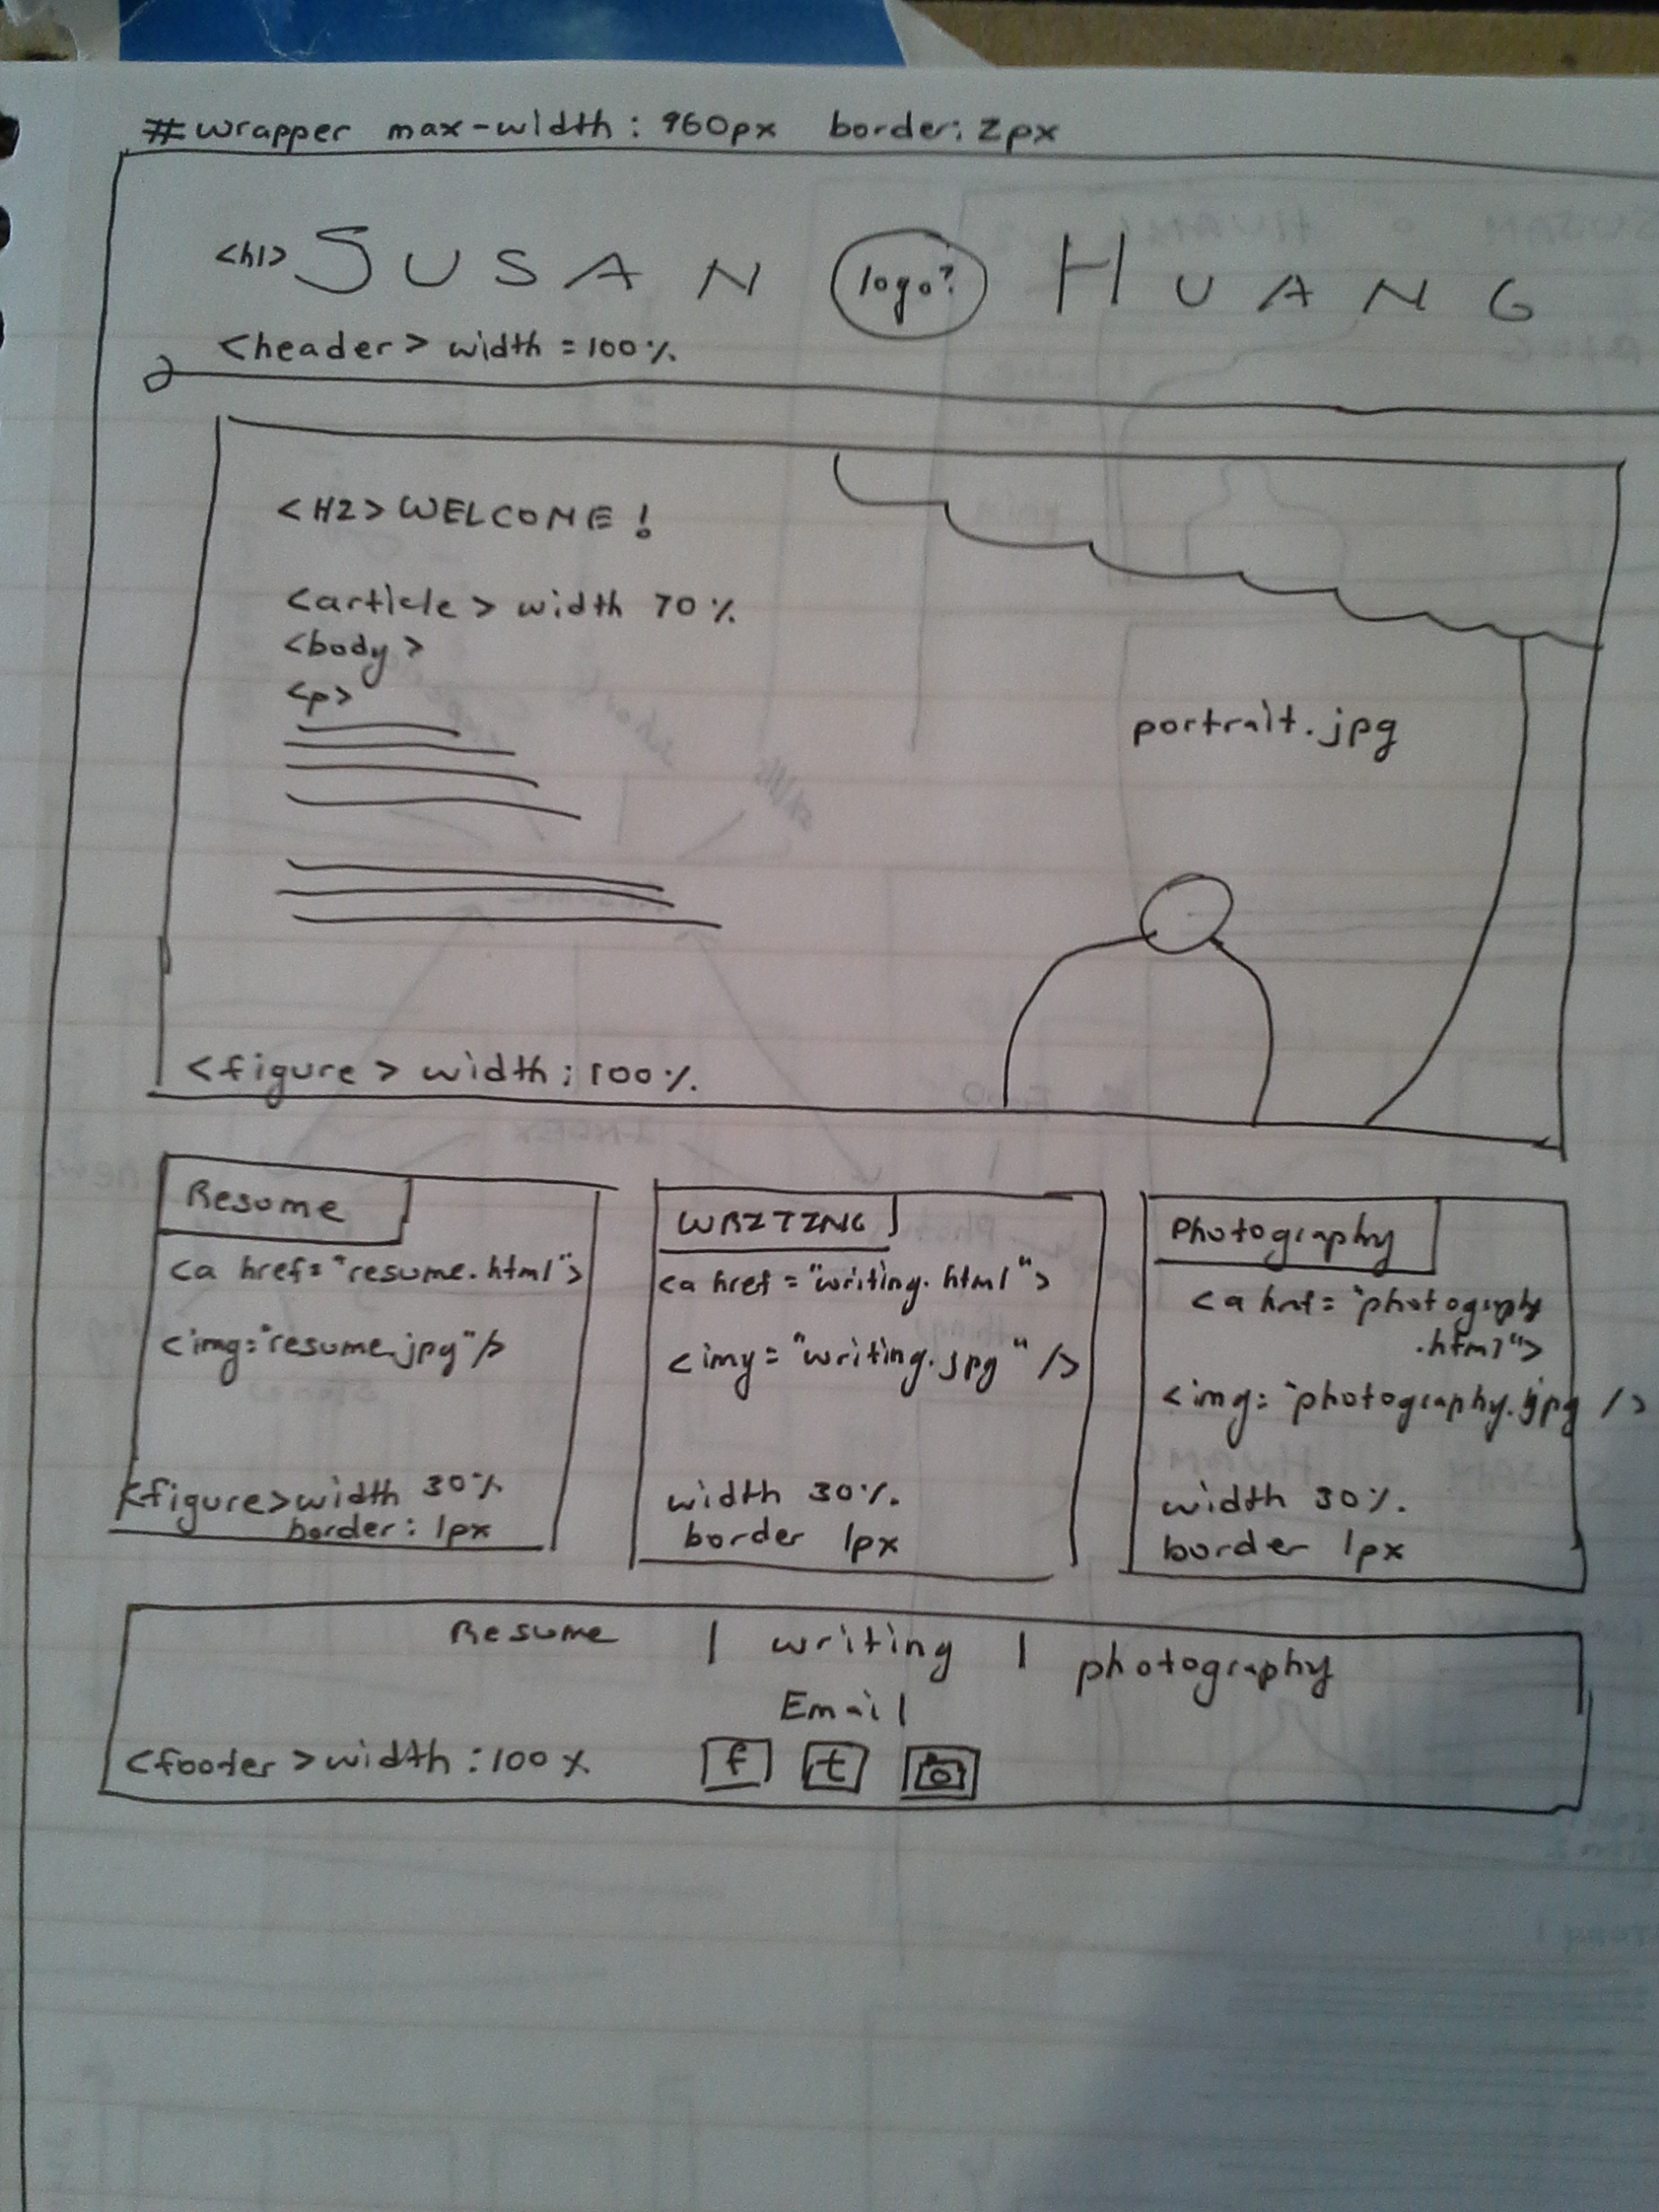 #wrapper max-width: 960px border: 2px
<h1> SUSAN logo? HUANG
<header> width = 100%
<H2> WELCOME!
<article> width 70%
<body>
<p>
portrait.jpg
<figure> width: 100%
Resume
<a href="resume.html">
<img="resume.jpg"/>
<figure>width 30%
border: 1px
WRITING
<a href="writing.html">
<img="writing.jpg" />
width 30%.
border 1px
Photography
<a href="photography
.html">
<img="photography.jpg />
width 30%.
border 1px
Resume | writing | photography
Email
<footer>width:100% f t